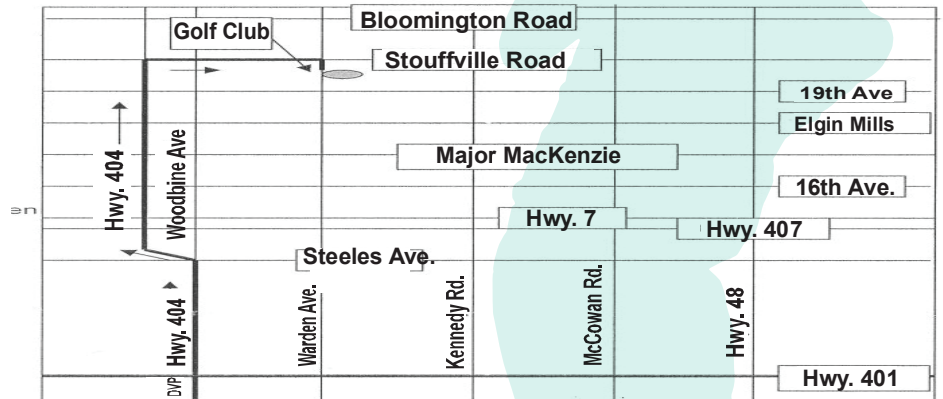 Bloomington Road
Golf Club
Stouffville Road
19th Ave
Elgin Mills
Major MacKenzie
16th Ave.
Hwy. 404
Woodbine Ave
Hwy. 7
Hwy. 407
Steeles Ave.
Hwy. 404
Warden Ave.
Kennedy Rd.
McCowan Rd.
Hwy. 48
DVP
Hwy. 401